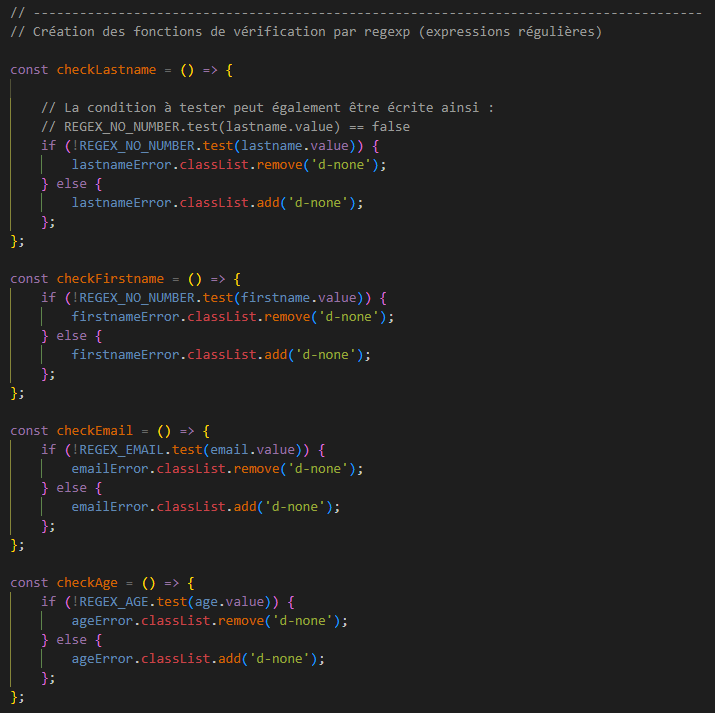 // ---------------------------------------------------------------------------------------
// Création des fonctions de vérification par regexp (expressions régulières)
const checkLastname = () => {
// La condition à tester peut également être écrite ainsi :
// REGEX_NO_NUMBER.test(lastname.value) == false
if (!REGEX_NO_NUMBER.test(lastname.value)) {
lastnameError.classList.remove('d-none');
} else {
lastnameError.classList.add('d-none');
};
};
const checkFirstname = () => {
if (!REGEX_NO_NUMBER.test(firstname.value)) {
firstnameError.classList.remove('d-none');
} else {
firstnameError.classList.add('d-none');
};
};
const checkEmail = () => {
if (!REGEX_EMAIL.test(email.value)) {
emailError.classList.remove('d-none');
} else {
emailError.classList.add('d-none');
};
};
const checkAge = () => {
if (!REGEX_AGE.test(age.value)) {
ageError.classList.remove('d-none');
} else {
ageError.classList.add('d-none');
};
};